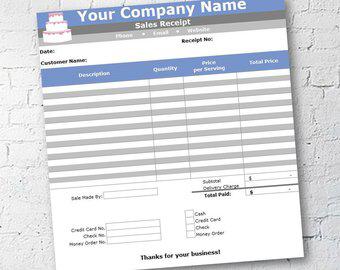 Your Company Name
Sales Receipt
Phone • Email • Website
Date: Receipt No:
Customer Name:
Description Quantity Price per Serving Total Price
Subtotal $ -
Sale Made By: Delivery Charge
Total Paid: $ -
Cash
Credit Card No. Credit Card
Check No. Check
Money Order No. Money Order
Thanks for your business!